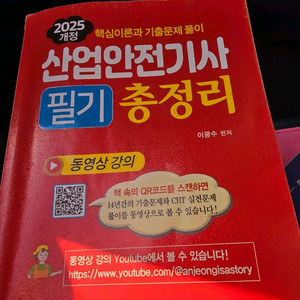 2025
개정
핵심이론과 기출문제 풀이
산업안전기사
필기 총정리
이광수 편저
동영상 강의
책 속의 QR코드를 스캔하면
14년간의 기출문제와 CBT 실전문제
풀이를 동영상으로 볼 수 있습니다!
동영상 강의 Youtube에서 볼 수 있습니다!
https://www.youtube.com/@anjeongisastory